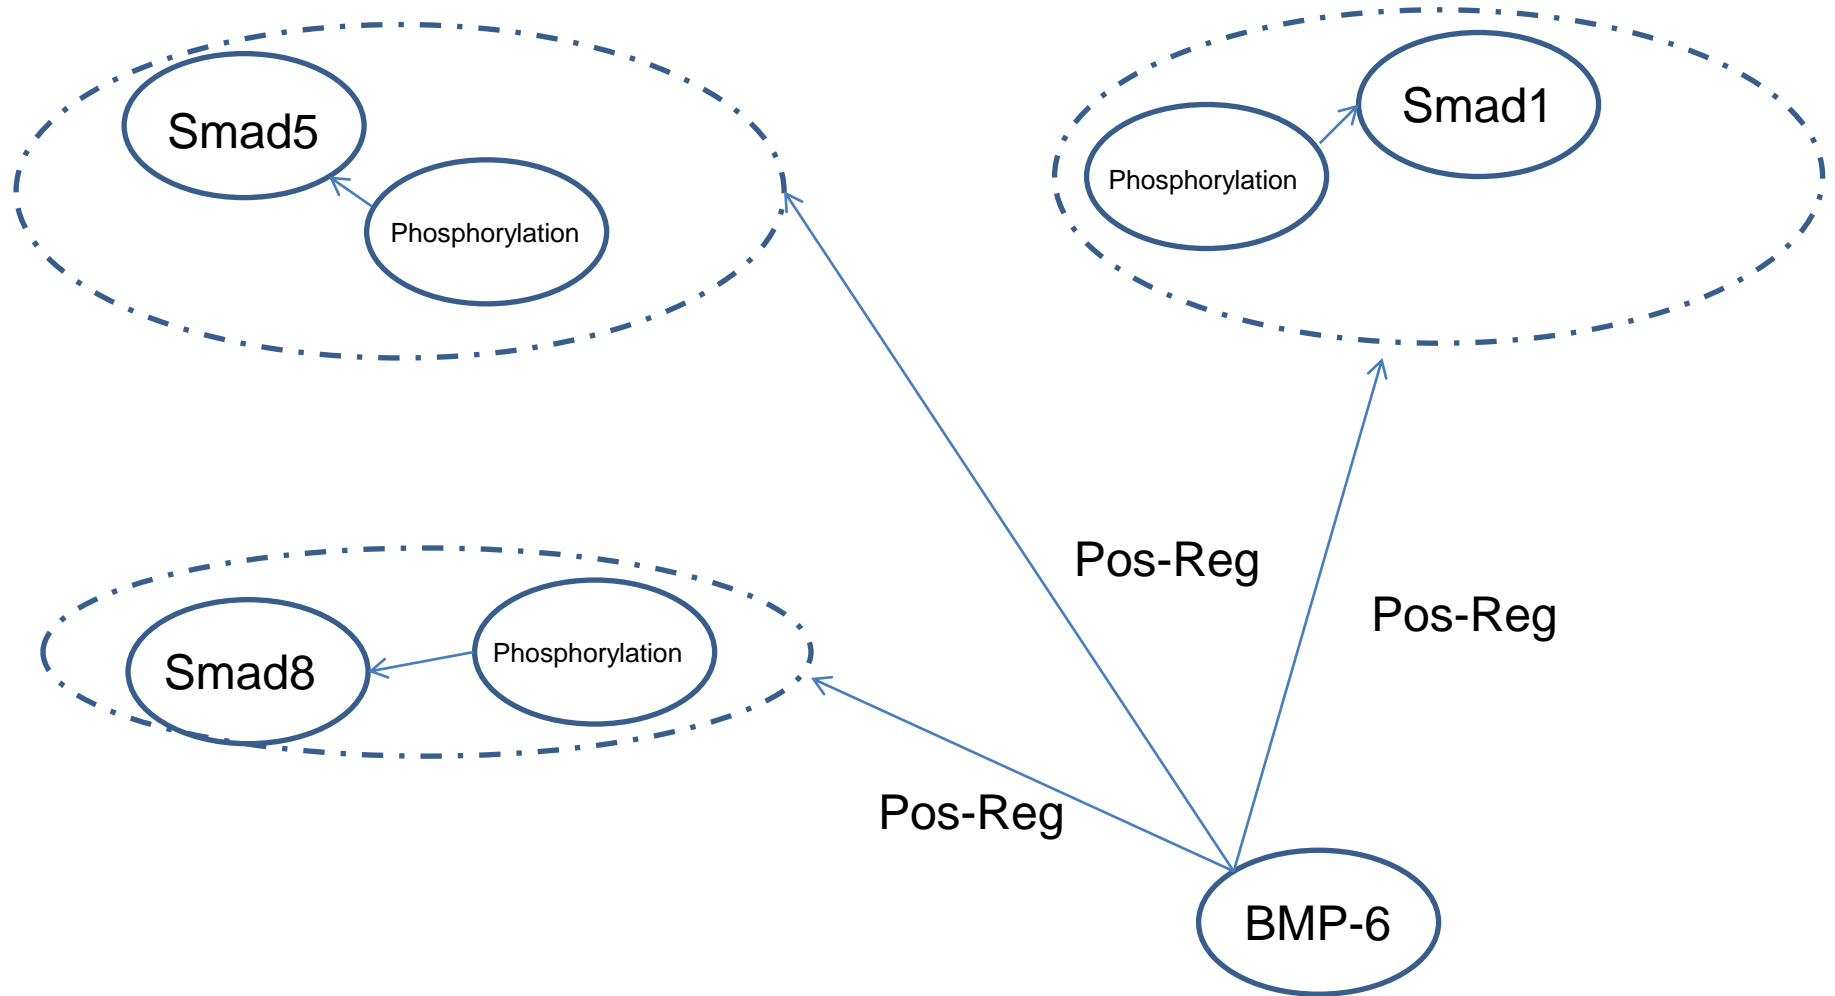 Smad5
Phosphorylation
Smad1
Phosphorylation
Pos-Reg
Pos-Reg
Smad8
Phosphorylation
Pos-Reg
BMP-6